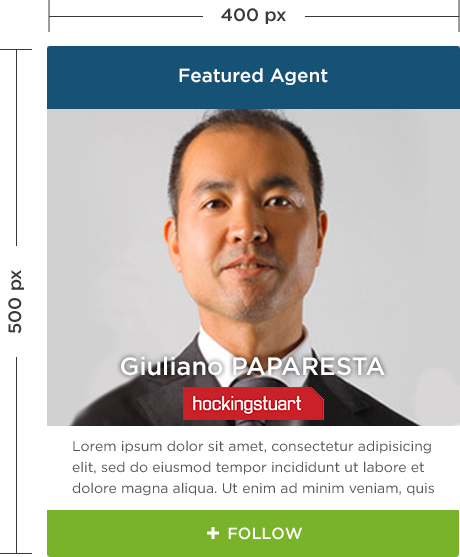 400 px
Featured Agent
500 px
Giuliano PAPARESTA
hockingstuart
Lorem ipsum dolor sit amet, consectetur adipisicing
elit, sed do eiusmod tempor incididunt ut labore et
dolore magna aliqua. Ut enim ad minim veniam, quis
+ FOLLOW